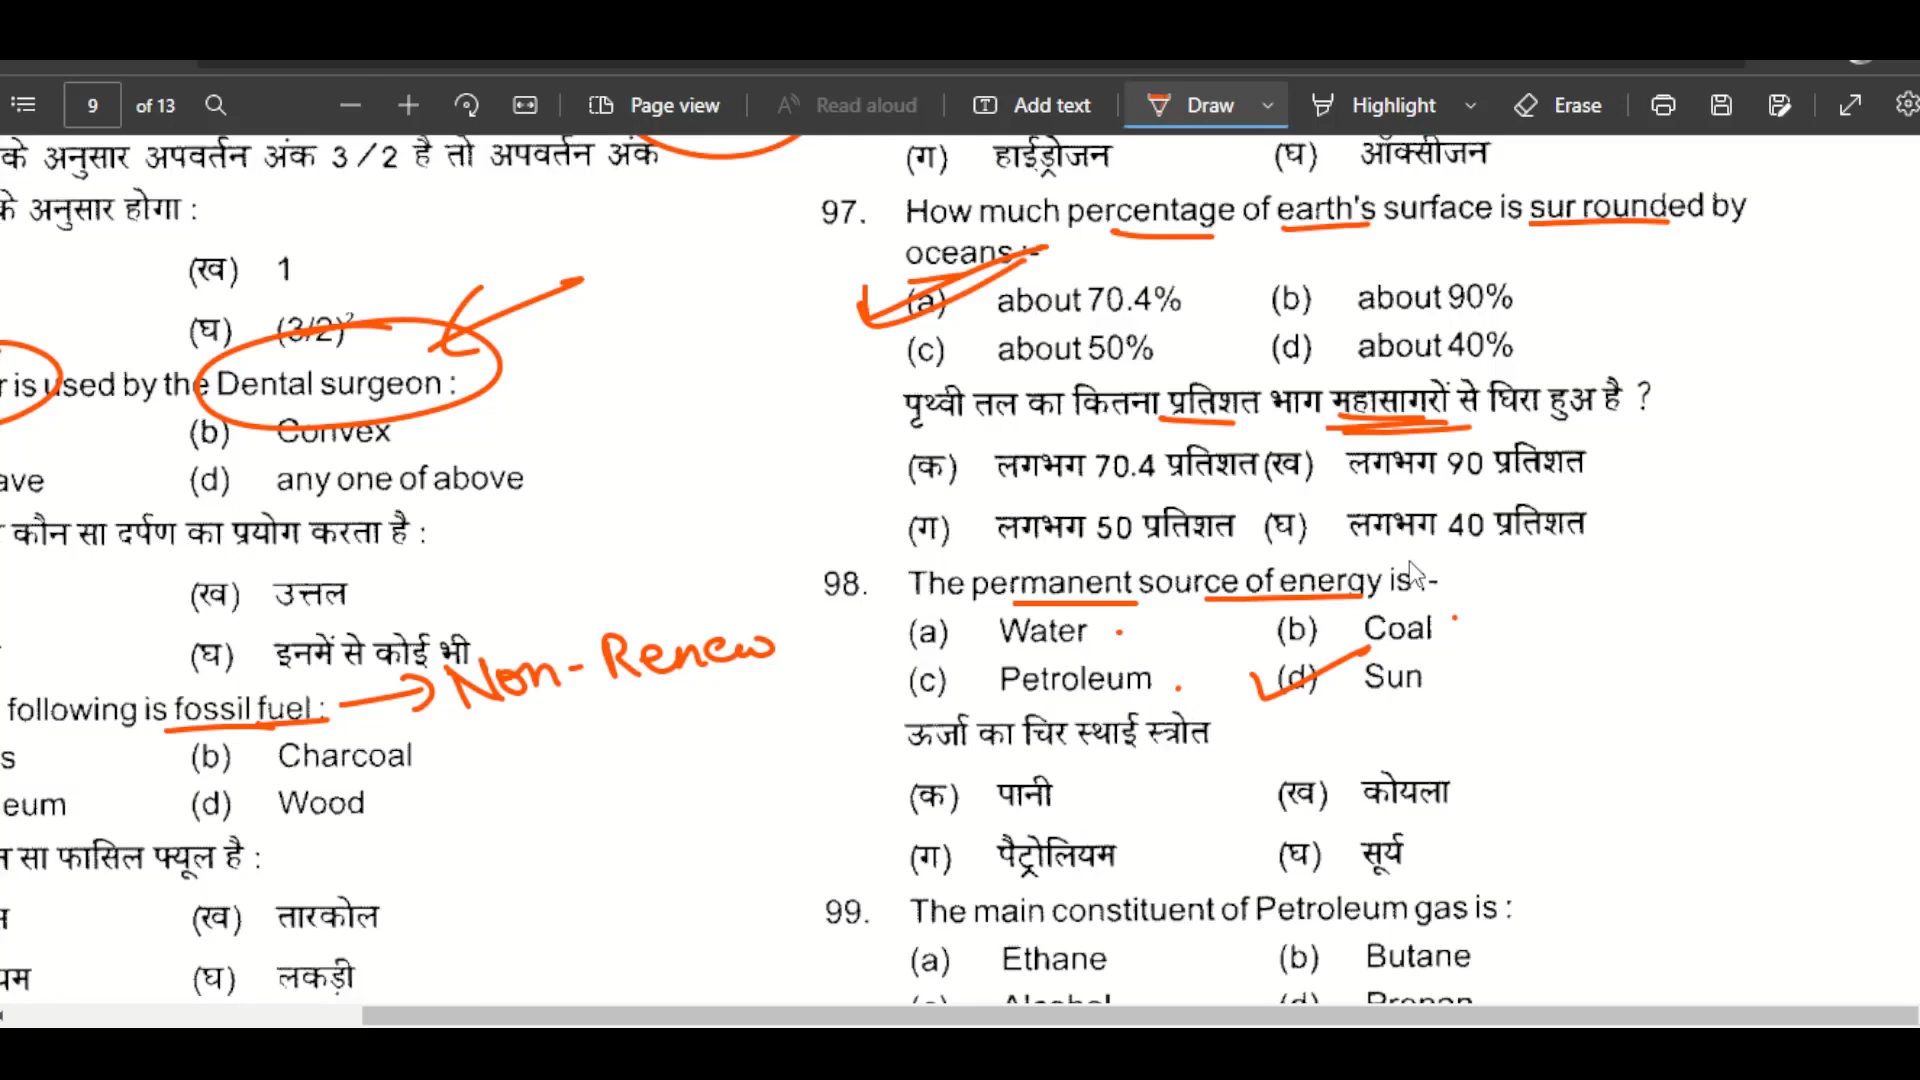 9 of 13 Page view Read aloud Add text Draw Highlight Erase
के अनुसार अपवर्तन अंक 3/2 है तो अपवर्तन अंक
के अनुसार होगा :
(ख) 1
(घ) (3/2)²
r is used by the Dental surgeon :
(b) Convex
ave (d) any one of above
कौन सा दर्पण का प्रयोग करता है :
(ख) उत्तल
(घ) इनमें से कोई भी
Non-Renew
following is fossil fuel :
s (b) Charcoal
eum (d) Wood
न सा फासिल फ्यूल है :
(ख) तारकोल
यम (घ) लकड़ी
(ग) हाईड्रोजन (घ) ऑक्सीजन
97. How much percentage of earth's surface is sur rounded by
oceans :-
(a) about 70.4% (b) about 90%
(c) about 50% (d) about 40%
पृथ्वी तल का कितना प्रतिशत भाग महासागरों से घिरा हुअ है ?
(क) लगभग 70.4 प्रतिशत (ख) लगभग 90 प्रतिशत
(ग) लगभग 50 प्रतिशत (घ) लगभग 40 प्रतिशत
98. The permanent source of energy is :-
(a) Water (b) Coal
(c) Petroleum (d) Sun
ऊर्जा का चिर स्थाई स्त्रोत
(क) पानी (ख) कोयला
(ग) पैट्रोलियम (घ) सूर्य
99. The main constituent of Petroleum gas is :
(a) Ethane (b) Butane
(c) Alcohol (d) Propan